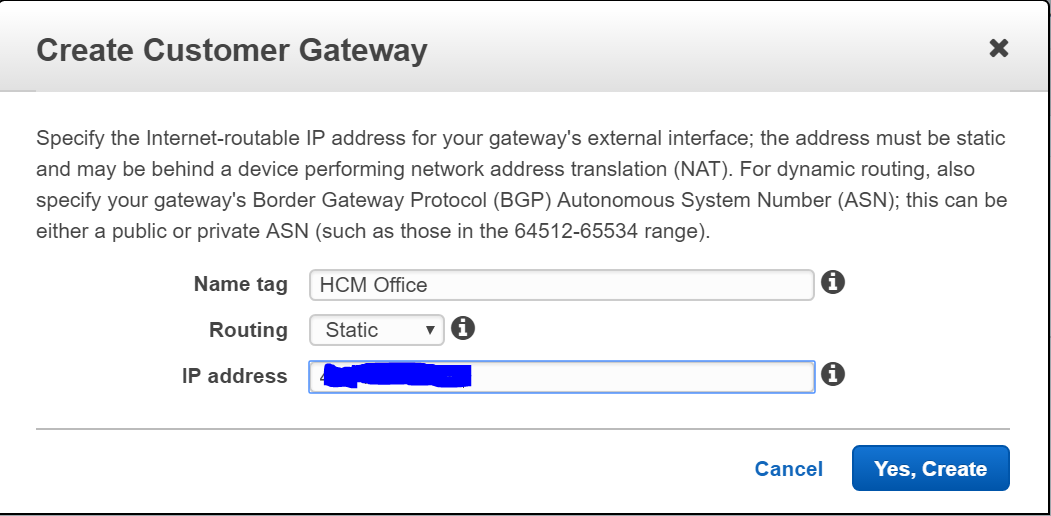 Create Customer Gateway
Specify the Internet-routable IP address for your gateway's external interface; the address must be static
and may be behind a device performing network address translation (NAT). For dynamic routing, also
specify your gateway's Border Gateway Protocol (BGP) Autonomous System Number (ASN); this can be
either a public or private ASN (such as those in the 64512-65534 range).
Name tag HCM Office
Routing Static
IP address
Cancel Yes, Create